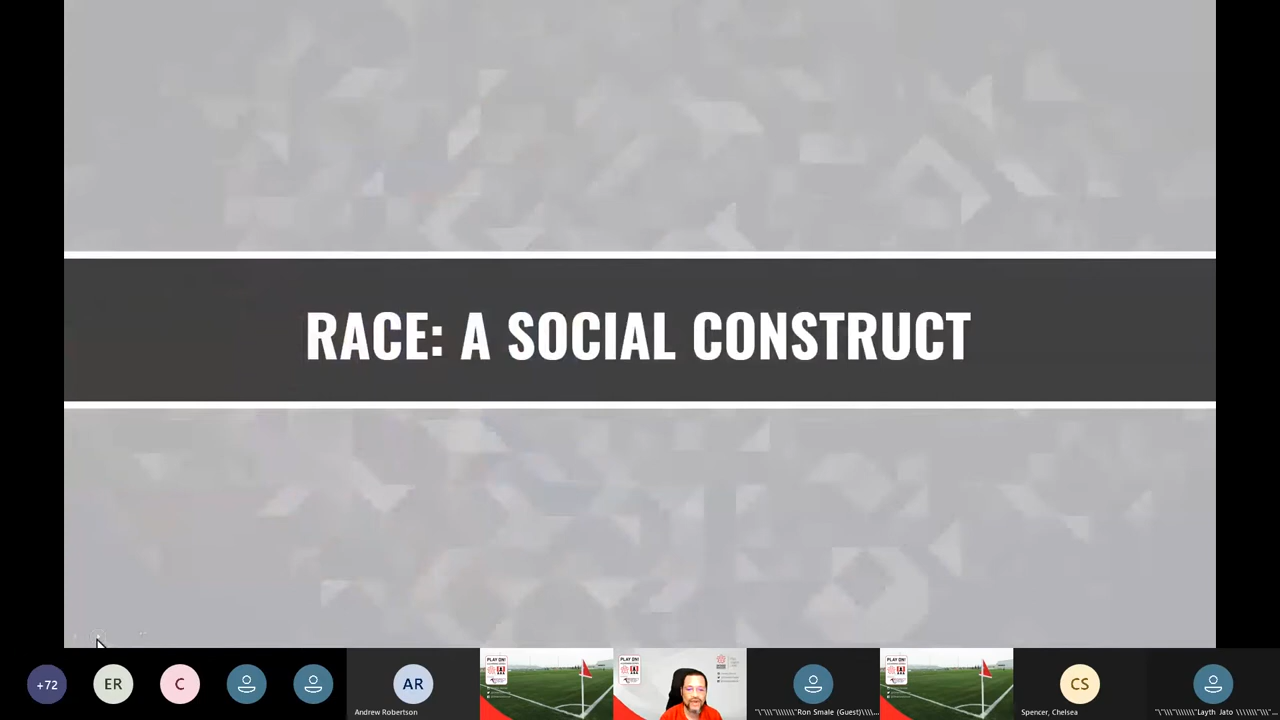 RACE: A SOCIAL CONSTRUCT
+72
ER
C
AR
Andrew Robertson
PLAY ON!
PLAY ON!
"\"\\\"\\\\\\\"Ron Smale (Guest)\\\\...
PLAY ON!
CS
Spencer, Chelsea
"\"\\\"\\\\\\\"Layth Jato \\\\\\\"\\\"...